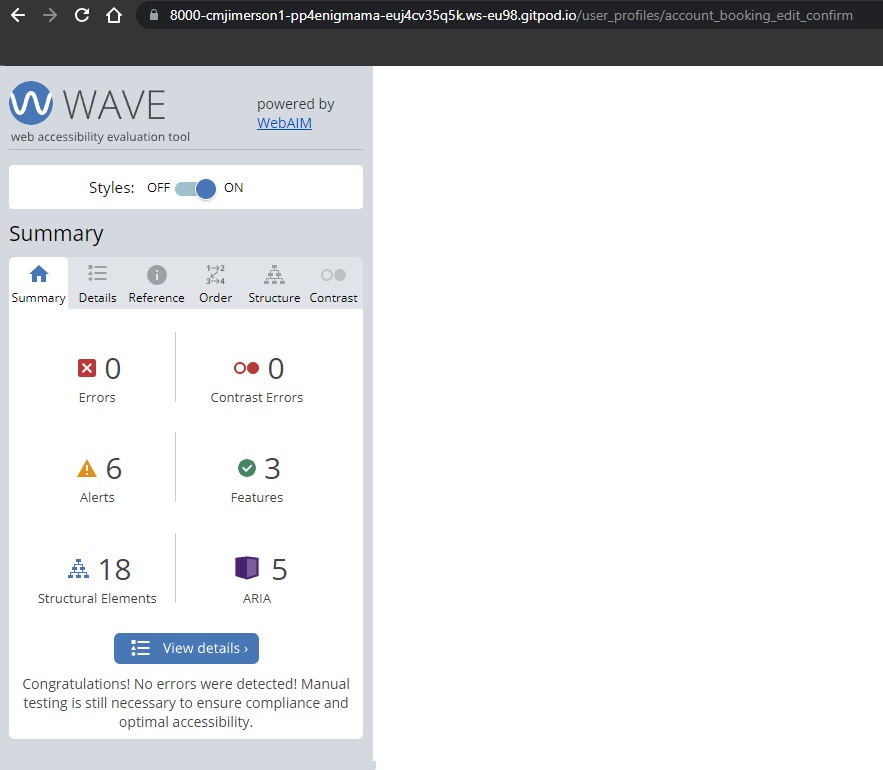 8000-cmjimerson1-pp4enigmama-euj4cv35q5k.ws-eu98.gitpod.io/user_profiles/account_booking_edit_confirm
WAVE
web accessibility evaluation tool
powered by
WebAIM
Styles: OFF ON
Summary
Summary Details Reference Order Structure Contrast
0 0
Errors Contrast Errors
6 3
Alerts Features
18 5
Structural Elements ARIA
View details ›
Congratulations! No errors were detected! Manual
testing is still necessary to ensure compliance and
optimal accessibility.